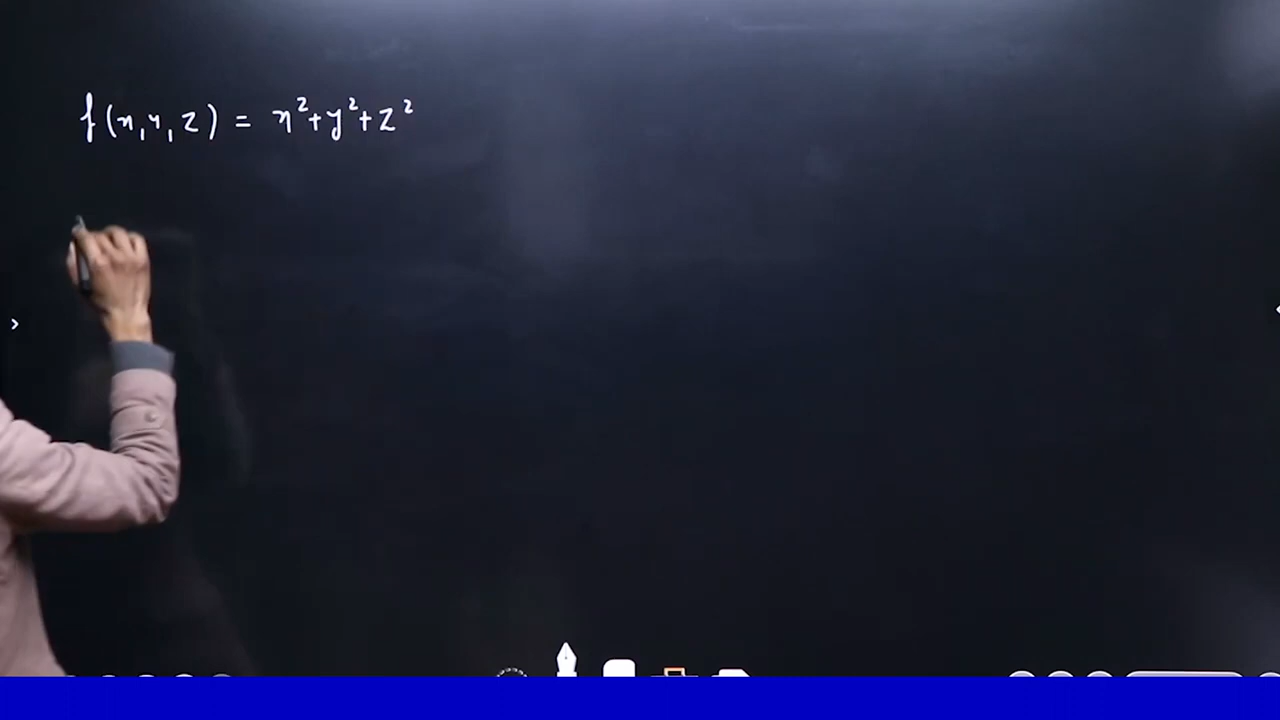 f(x,y,z) = x²+y²+z²